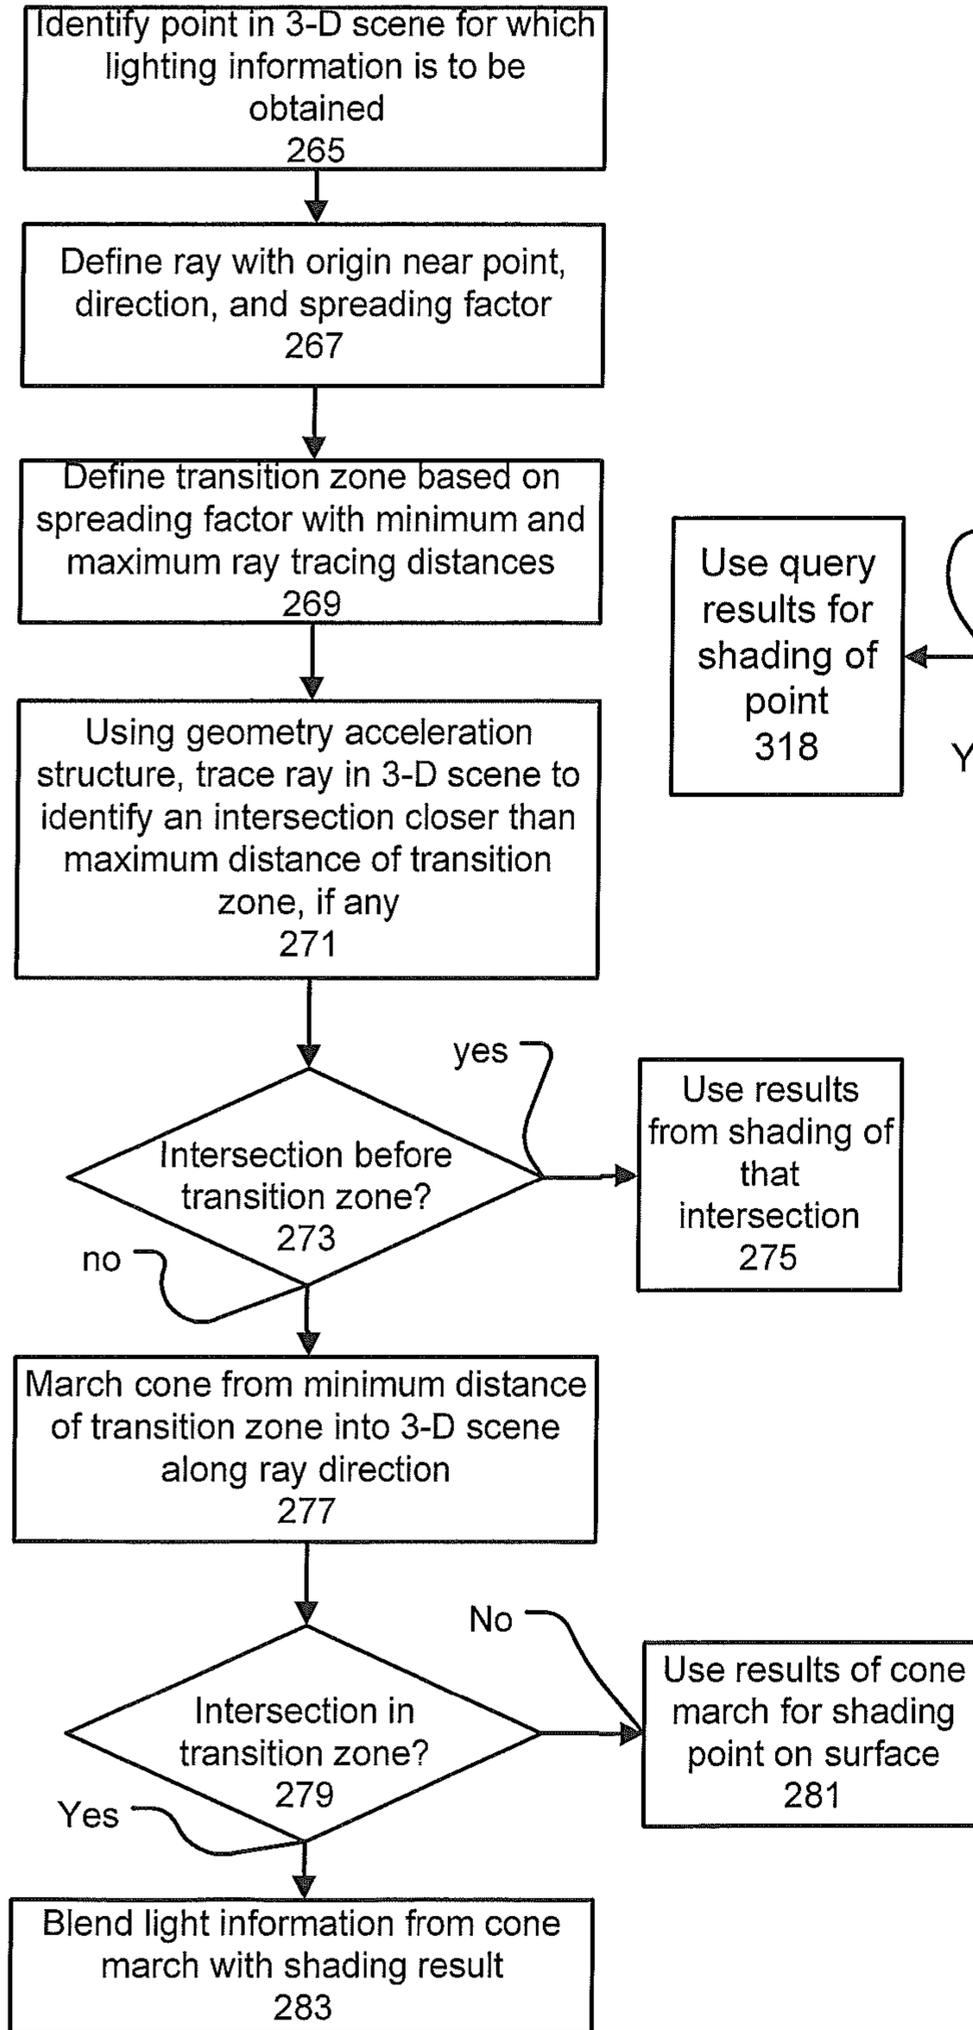 Identify point in 3-D scene for which
lighting information is to be
obtained
265
Define ray with origin near point,
direction, and spreading factor
267
Define transition zone based on
spreading factor with minimum and
maximum ray tracing distances
269
Use query
results for
shading of
point
318
Y
Using geometry acceleration
structure, trace ray in 3-D scene to
identify an intersection closer than
maximum distance of transition
zone, if any
271
yes
Intersection before
transition zone?
273
no
Use results
from shading of
that
intersection
275
March cone from minimum distance
of transition zone into 3-D scene
along ray direction
277
No
Intersection in
transition zone?
279
Yes
Use results of cone
march for shading
point on surface
281
Blend light information from cone
march with shading result
283